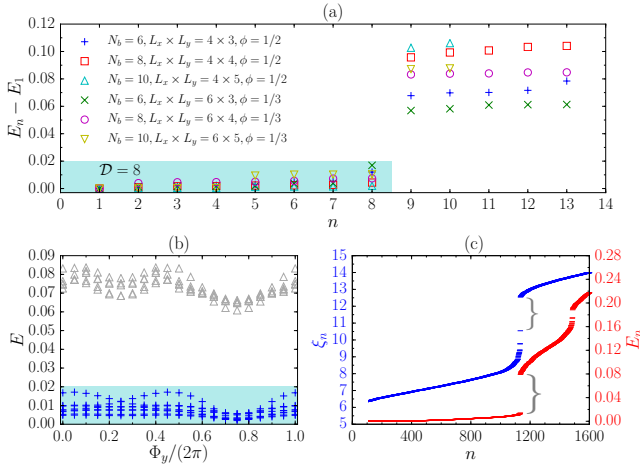 (a)
E_n − E_1
0.12
0.10
0.08
0.06
0.04
0.02
0.00
N_b = 6, L_x × L_y = 4 × 3, ϕ = 1/2
N_b = 8, L_x × L_y = 4 × 4, ϕ = 1/2
N_b = 10, L_x × L_y = 4 × 5, ϕ = 1/2
N_b = 6, L_x × L_y = 6 × 3, ϕ = 1/3
N_b = 8, L_x × L_y = 6 × 4, ϕ = 1/3
N_b = 10, L_x × L_y = 6 × 5, ϕ = 1/3
𝒟 = 8
0 1 2 3 4 5 6 7 8 9 10 11 12 13 14
n
(b)
E
0.09
0.08
0.07
0.06
0.05
0.04
0.03
0.02
0.01
0.00
0.0 0.2 0.4 0.6 0.8 1.0
Φ_y/(2π)
(c)
ξ_n
15
14
13
12
11
10
9
8
7
6
5
0 400 800 1200 1600
n
0.28
0.24
0.20
0.16
0.12
0.08
0.04
0.00
E_n